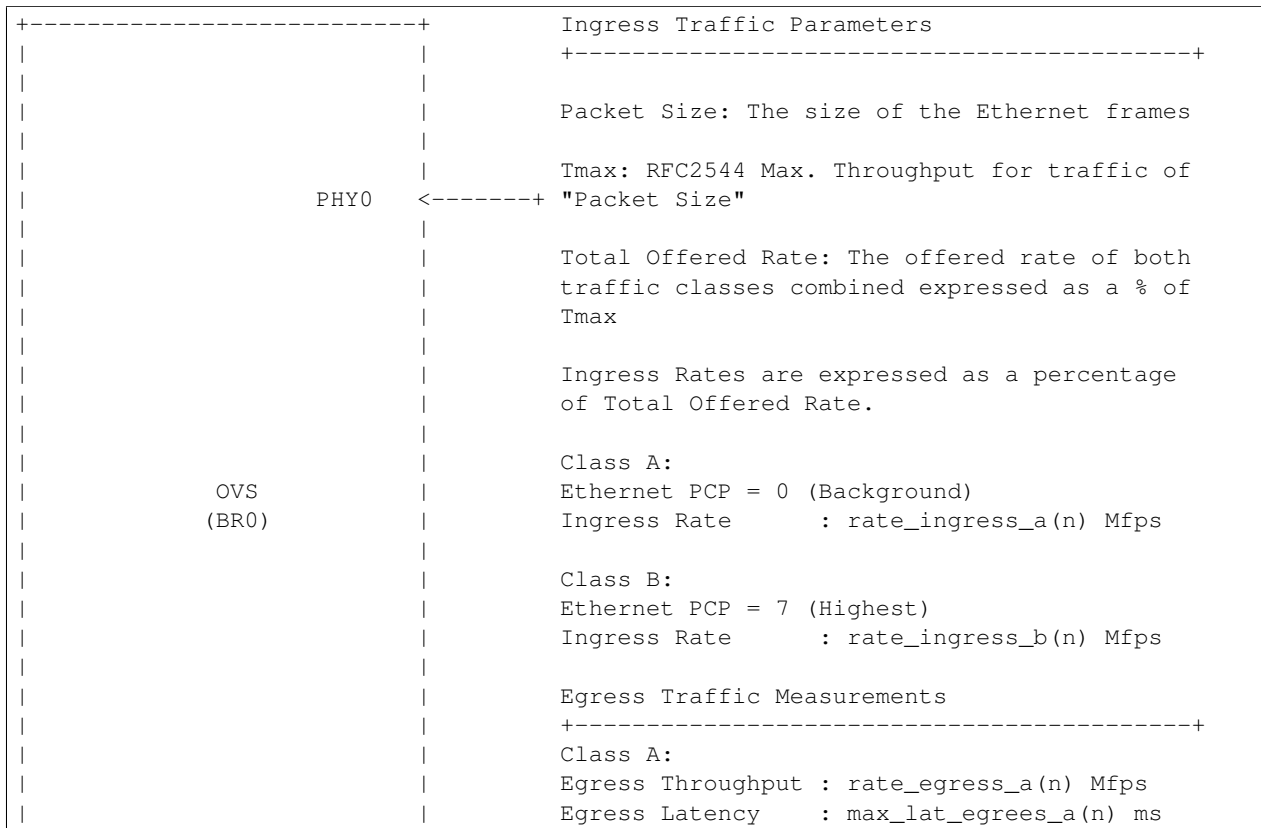 +---------------------------+         Ingress Traffic Parameters
|                           |         +-------------------------------------------+
|                           |
|                           |         Packet Size: The size of the Ethernet frames
|                           |
|                           |         Tmax: RFC2544 Max. Throughput for traffic of
|                    PHY0   <-------+ "Packet Size"
|                           |
|                           |         Total Offered Rate: The offered rate of both
|                           |         traffic classes combined expressed as a % of
|                           |         Tmax
|                           |
|                           |         Ingress Rates are expressed as a percentage
|                           |         of Total Offered Rate.
|                           |
|                           |         Class A:
|             OVS           |         Ethernet PCP = 0 (Background)
|            (BR0)          |         Ingress Rate      : rate_ingress_a(n) Mfps
|                           |
|                           |         Class B:
|                           |         Ethernet PCP = 7 (Highest)
|                           |         Ingress Rate      : rate_ingress_b(n) Mfps
|                           |
|                           |         Egress Traffic Measurements
|                           |         +-------------------------------------------+
|                           |         Class A:
|                           |         Egress Throughput : rate_egress_a(n) Mfps
|                           |         Egress Latency    : max_lat_egrees_a(n) ms